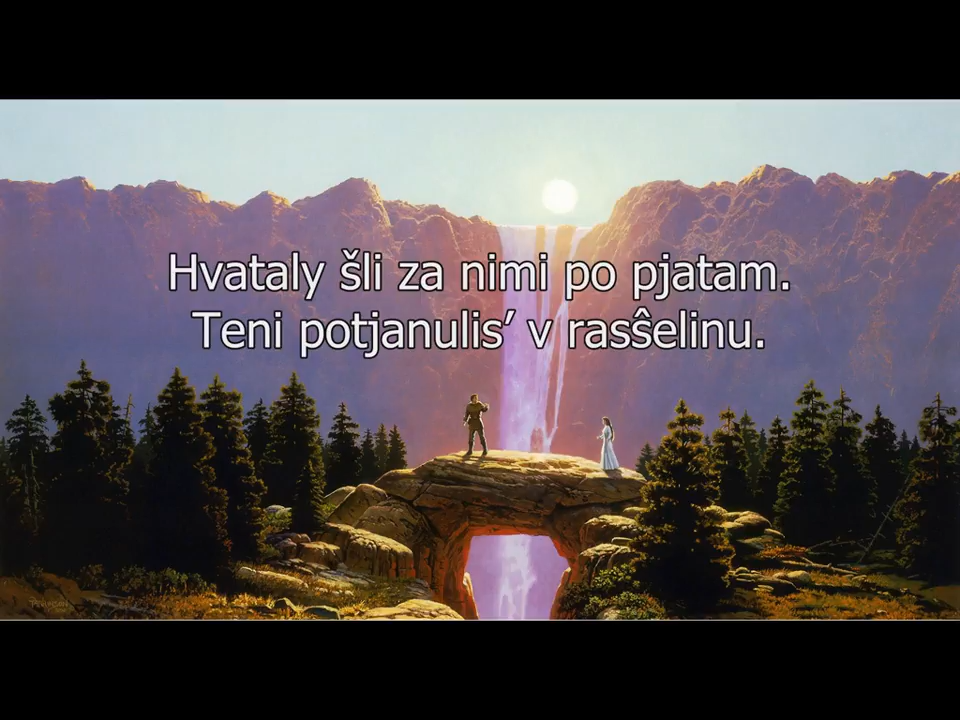 Hvataly šli za nimi po pjatam.
Teni potjanulis’ v rasŝelinu.